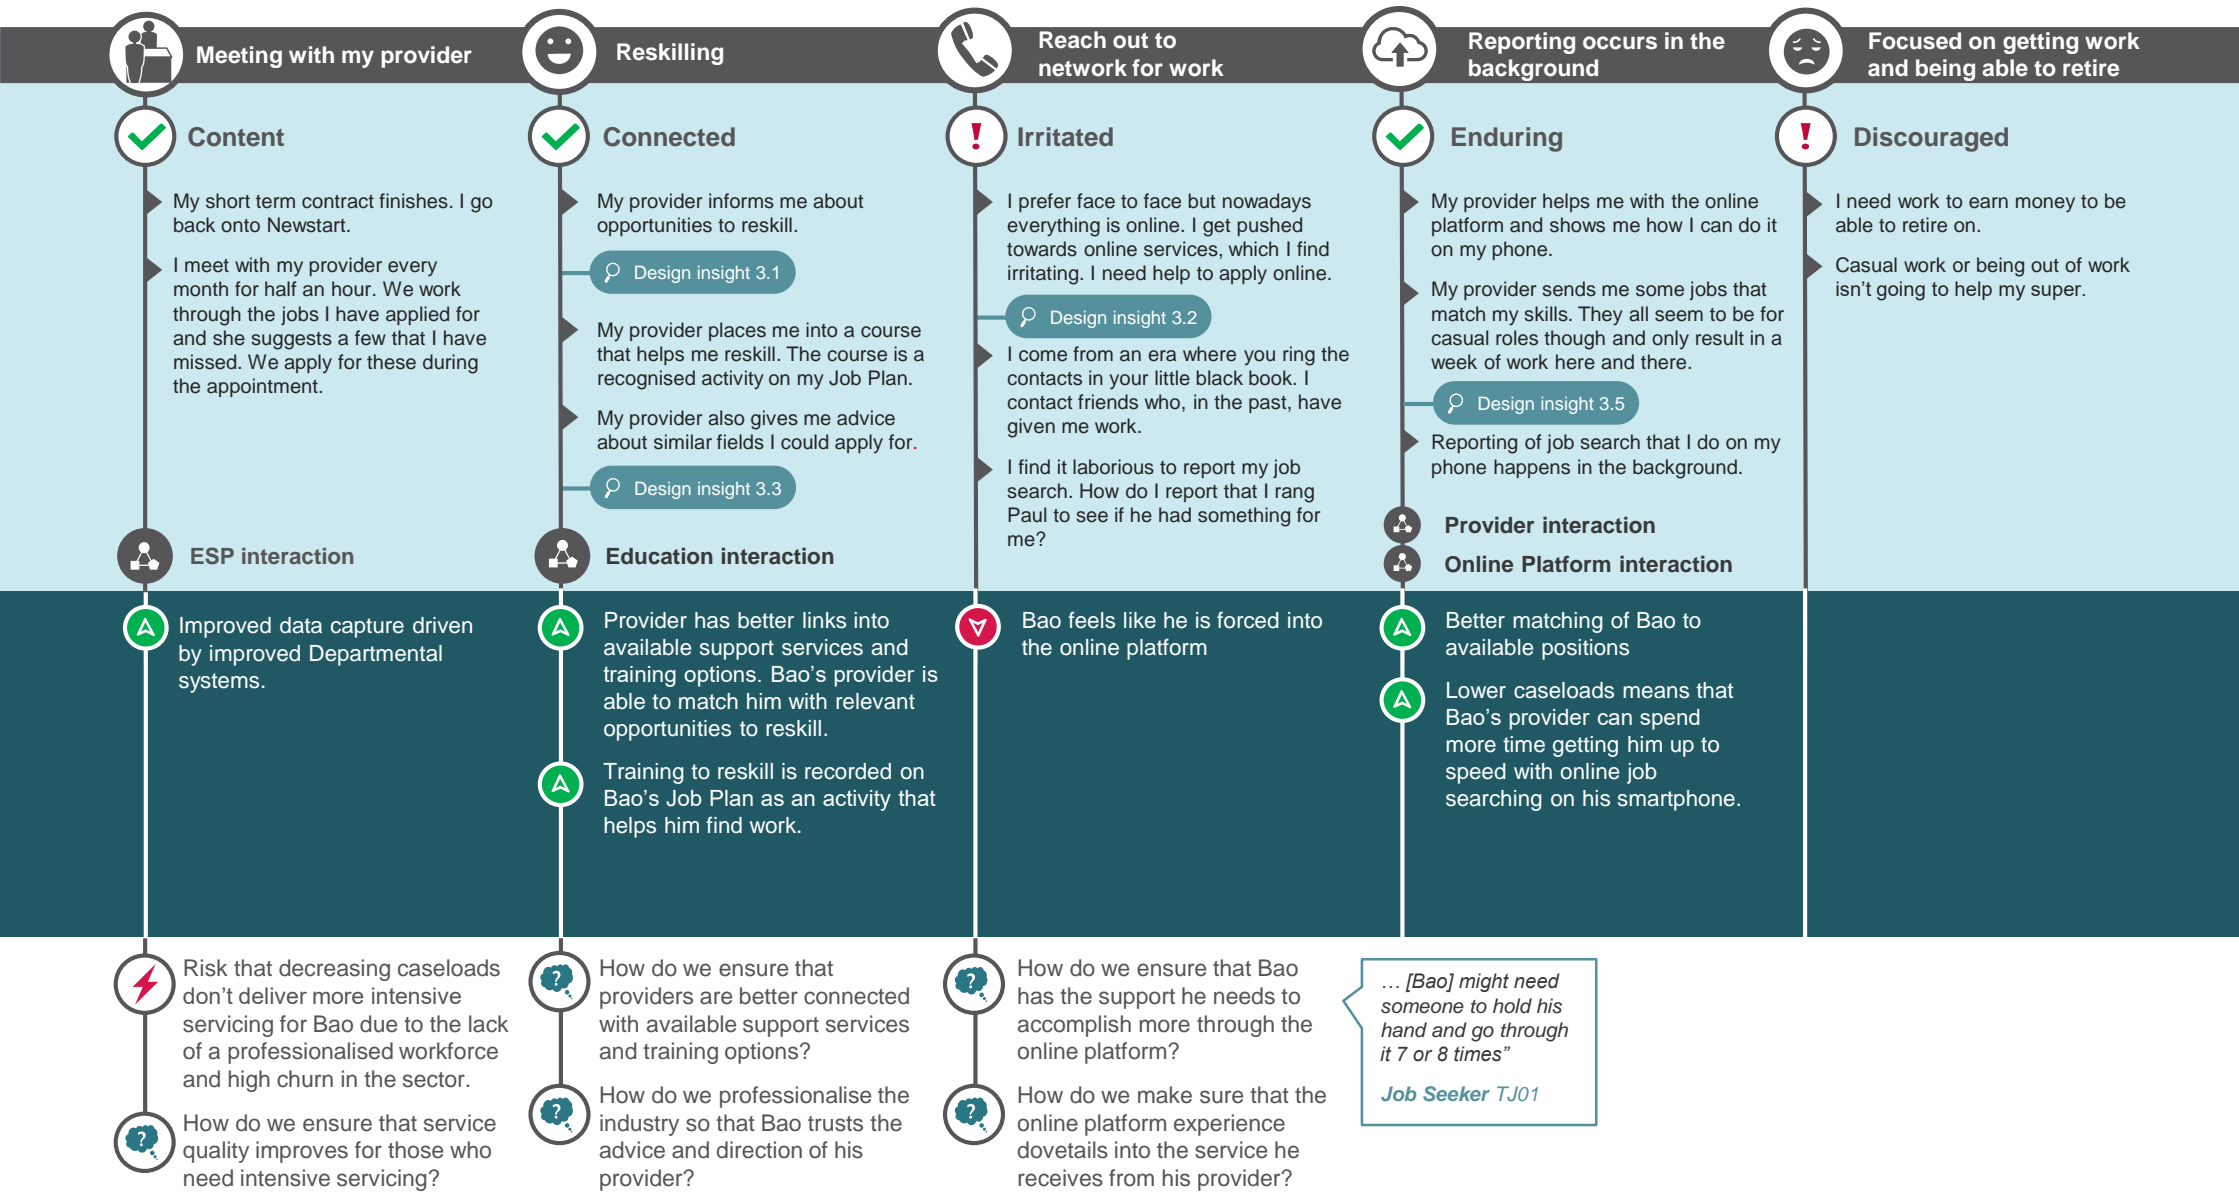 Meeting with my provider
Reskilling
Reach out to
network for work
Reporting occurs in the
background
Focused on getting work
and being able to retire
Content
My short term contract finishes. I go
back onto Newstart.
I meet with my provider every
month for half an hour. We work
through the jobs I have applied for
and she suggests a few that I have
missed. We apply for these during
the appointment.
ESP interaction
Connected
My provider informs me about
opportunities to reskill.
Design insight 3.1
My provider places me into a course
that helps me reskill. The course is a
recognised activity on my Job Plan.
My provider also gives me advice
about similar fields I could apply for.
Design insight 3.3
Education interaction
Irritated
I prefer face to face but nowadays
everything is online. I get pushed
towards online services, which I find
irritating. I need help to apply online.
Design insight 3.2
I come from an era where you ring the
contacts in your little black book. I
contact friends who, in the past, have
given me work.
I find it laborious to report my job
search. How do I report that I rang
Paul to see if he had something for
me?
Enduring
My provider helps me with the online
platform and shows me how I can do it
on my phone.
My provider sends me some jobs that
match my skills. They all seem to be for
casual roles though and only result in a
week of work here and there.
Design insight 3.5
Reporting of job search that I do on my
phone happens in the background.
Provider interaction
Online Platform interaction
Discouraged
I need work to earn money to be
able to retire on.
Casual work or being out of work
isn't going to help my super.
Improved data capture driven
by improved Departmental
systems.
Provider has better links into
available support services and
training options. Bao's provider is
able to match him with relevant
opportunities to reskill.
Training to reskill is recorded on
Bao's Job Plan as an activity that
helps him find work.
Bao feels like he is forced into
the online platform
Better matching of Bao to
available positions
Lower caseloads means that
Bao's provider can spend
more time getting him up to
speed with online job
searching on his smartphone.
Risk that decreasing caseloads
don't deliver more intensive
servicing for Bao due to the lack
of a professionalised workforce
and high churn in the sector.
?
How do we ensure that service
quality improves for those who
need intensive servicing?
?
How do we ensure that
providers are better connected
with available support services
and training options?
?
How do we professionalise the
industry so that Bao trusts the
advice and direction of his
provider?
?
How do we ensure that Bao
has the support he needs to
accomplish more through the
online platform?
?
How do we make sure that the
online platform experience
dovetails into the service he
receives from his provider?
… [Bao] might need
someone to hold his
hand and go through
it 7 or 8 times”
Job Seeker TJ01